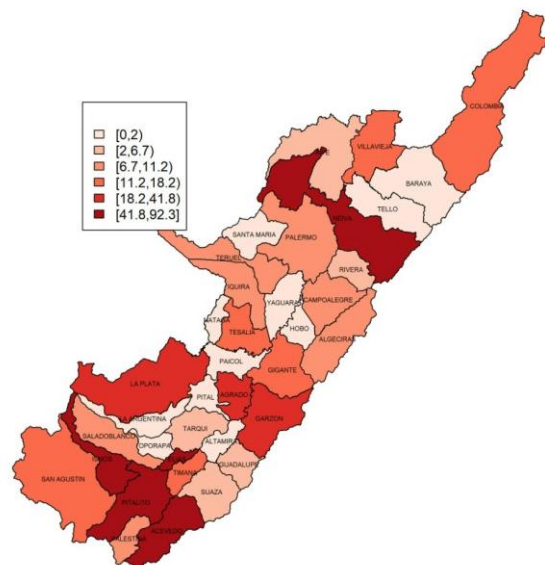 [0,2)
[2,6.7)
[6.7,11.2)
[11.2,18.2)
[18.2,41.8)
[41.8,92.3]
COLOMBIA
VILLAVIEJA
BARAYA
TELLO
NEIVA
SANTA MARIA
PALERMO
TERUEL
RIVERA
IQUIRA
YAGUARA
CAMPOALEGRE
TESALIA
HOBO
ALGECIRAS
PAICOL
GIGANTE
LA PLATA
PITAL
AGRADO
GARZON
LA ARGENTINA
TARQUI
SALADOBLANCO
OPORAPA
ALTAMIRA
GUADALUPE
TIMANA
SAN AGUSTIN
SUAZA
PITALITO
ACEVEDO
PALESTINA